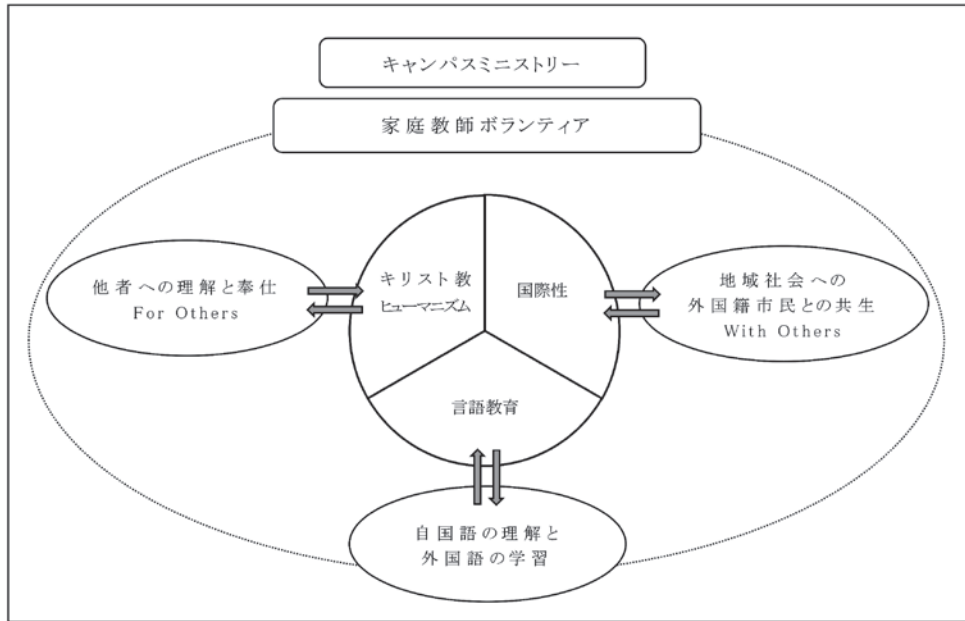 キャンパスミニストリー
家庭教師ボランティア
他者への理解と奉仕
For Others
キリスト教
ヒューマニズム
国際性
地域社会への
外国籍市民との共生
With Others
言語教育
自国語の理解と
外国語の学習